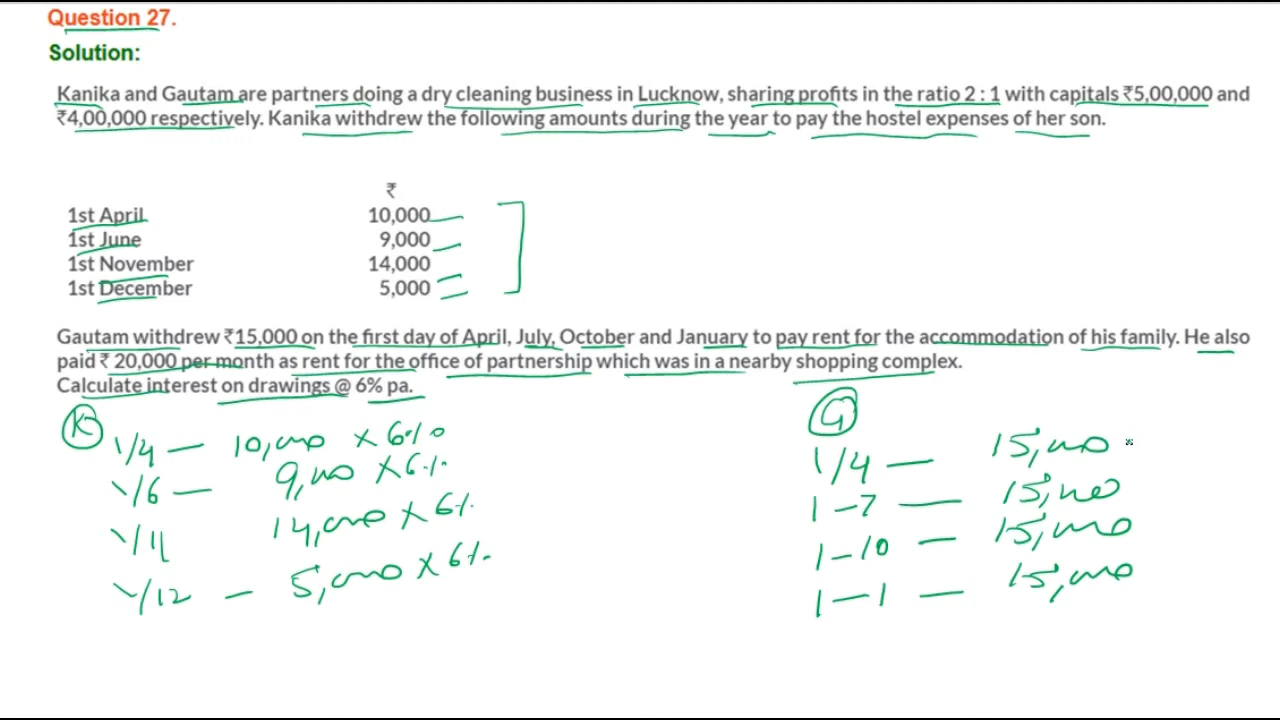 Question 27.
Solution:
Kanika and Gautam are partners doing a dry cleaning business in Lucknow, sharing profits in the ratio 2 : 1 with capitals ₹5,00,000 and
₹4,00,000 respectively. Kanika withdrew the following amounts during the year to pay the hostel expenses of her son.
₹
1st April 10,000
1st June 9,000
1st November 14,000
1st December 5,000
Gautam withdrew ₹15,000 on the first day of April, July, October and January to pay rent for the accommodation of his family. He also
paid ₹ 20,000 per month as rent for the office of partnership which was in a nearby shopping complex.
Calculate interest on drawings @ 6% pa.
K
1/4 — 10,000 × 6%
1/6 — 9,000 × 6%
1/11 14,000 × 6%
1/12 — 5,000 × 6%
G
1/4 — 15,000
1-7 — 15,000
1-10 — 15,000
1-1 — 15,000